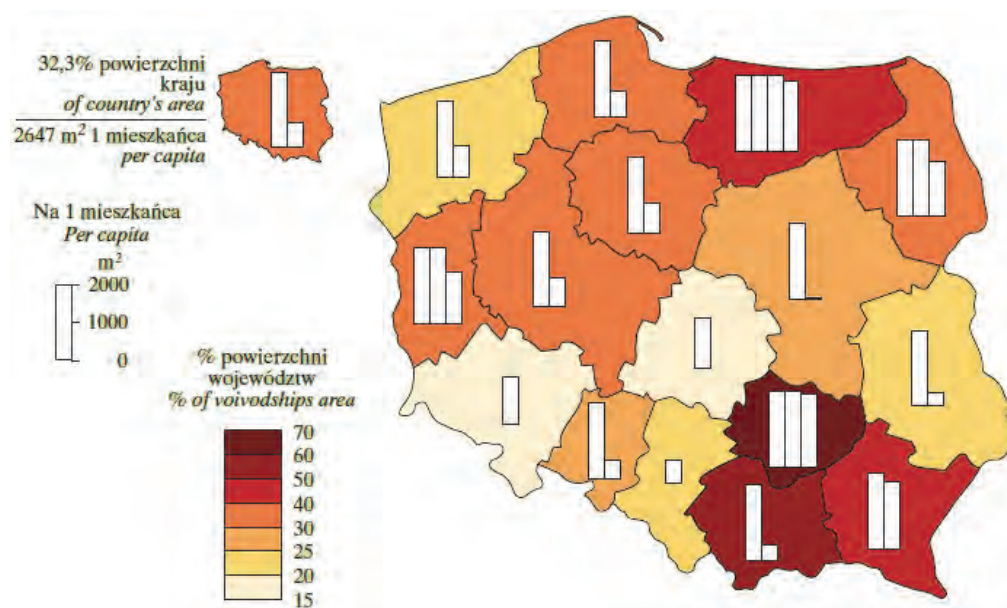 32,3% powierzchni
kraju
of country's area
2647 m² 1 mieszkańca
per capita
Na 1 mieszkańca
Per capita
m²
2000
1000
0
% powierzchni
województw
% of voivodships area
70
60
50
40
30
25
20
15